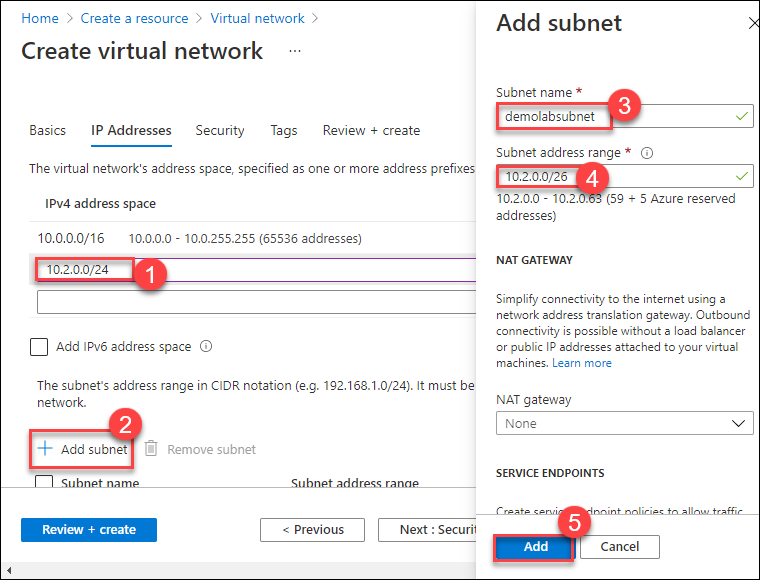 Home > Create a resource > Virtual network >
Create virtual network ...
Basics IP Addresses Security Tags Review + create
The virtual network's address space, specified as one or more address prefixes
IPv4 address space
10.0.0.0/16 10.0.0.0 - 10.0.255.255 (65536 addresses)
10.2.0.0/24 1
Add IPv6 address space
The subnet's address range in CIDR notation (e.g. 192.168.1.0/24). It must be
network.
2
+ Add subnet Remove subnet
Subnet name Subnet address range
Review + create < Previous Next : Securit
Add subnet
Subnet name *
demolabsubnet 3
Subnet address range *
10.2.0.0/26 4
10.2.0.0 - 10.2.0.63 (59 + 5 Azure reserved
addresses)
NAT GATEWAY
Simplify connectivity to the internet using a
network address translation gateway. Outbound
connectivity is possible without a load balancer
or public IP addresses attached to your virtual
machines. Learn more
NAT gateway
None
SERVICE ENDPOINTS
Create service endpoint policies to allow traffic
5
Add Cancel